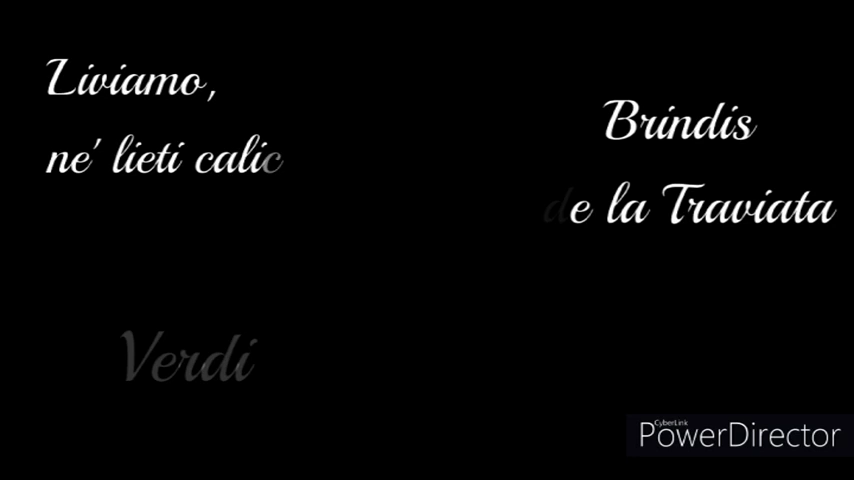 Liviamo,
ne' lieti calic
Brindis
de la Traviata
Verdi
CyberLink
PowerDirector